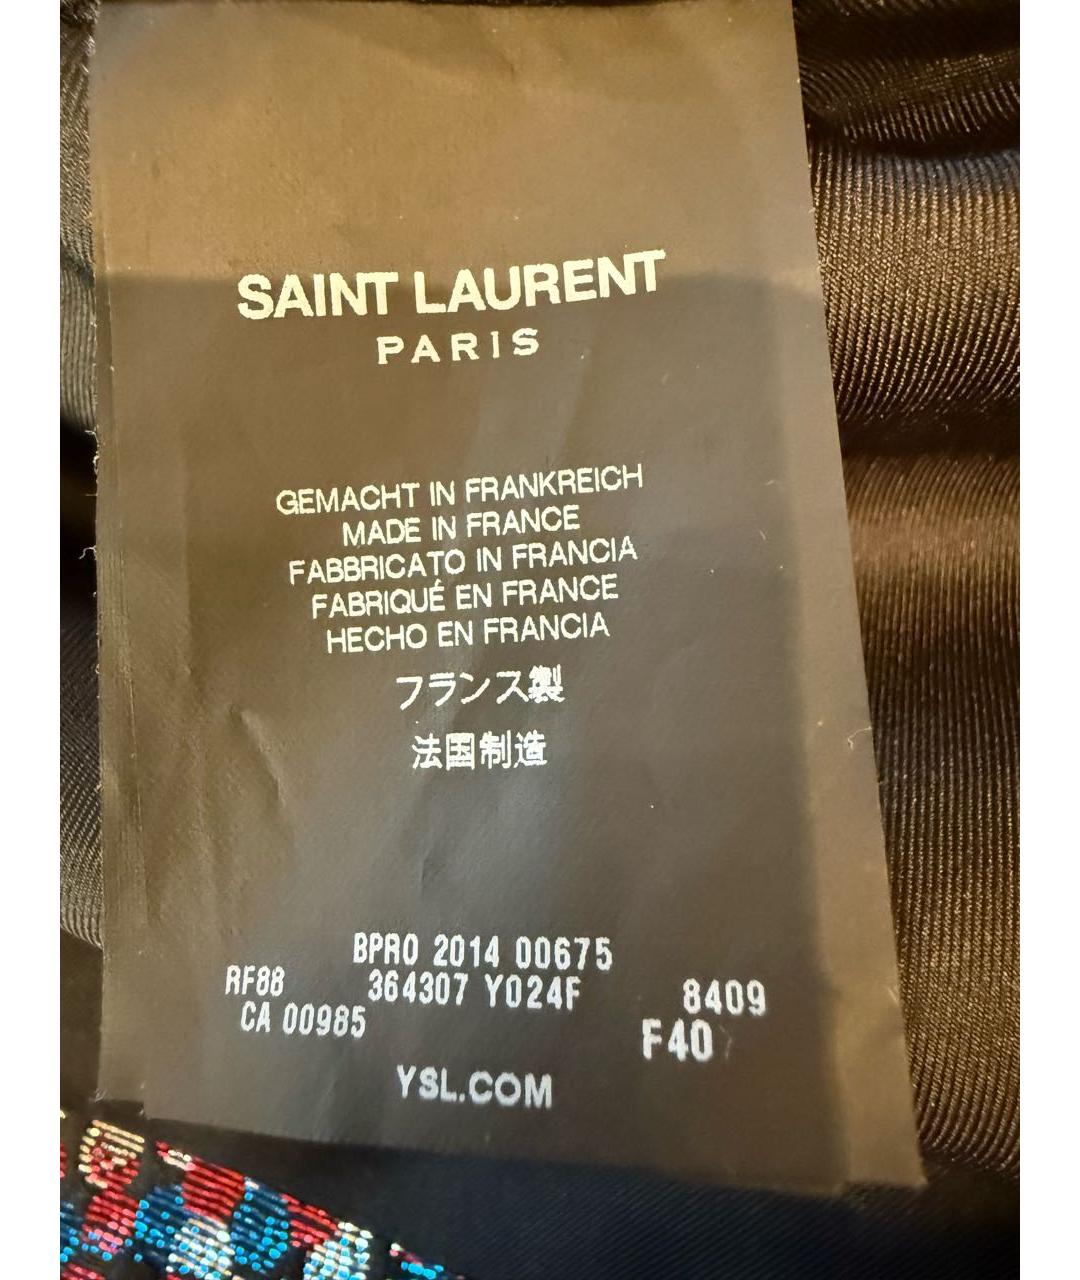 SAINT LAURENT
PARIS
GEMACHT IN FRANKREICH
MADE IN FRANCE
FABBRICATO IN FRANCIA
FABRIQUÉ EN FRANCE
HECHO EN FRANCIA
フランス製
法国制造
BPRO 2014 00675
RF88 364307 Y024F 8409
CA 00985 F40
YSL.COM